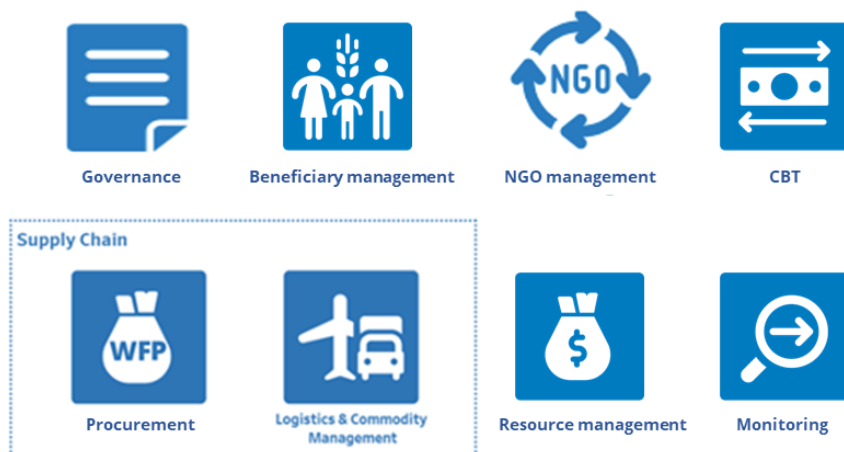 NGO
Governance
Beneficiary management
NGO management
CBT
Supply Chain
WFP
$
Procurement
Logistics & Commodity
Management
Resource management
Monitoring